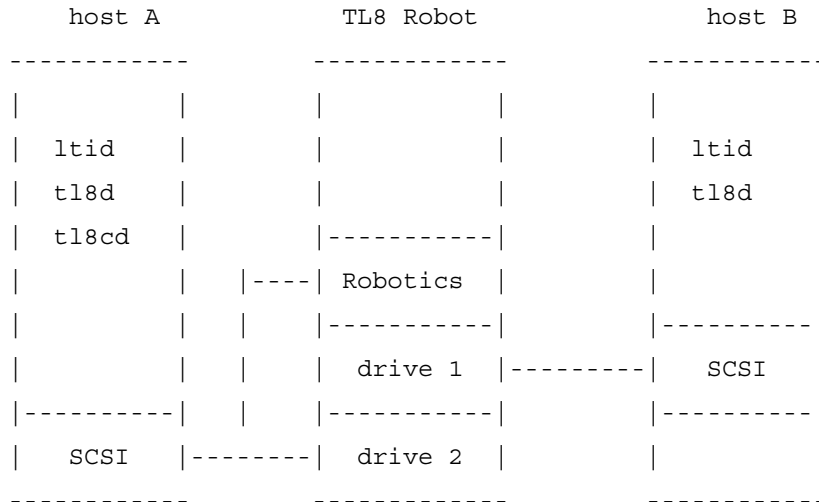 host A TL8 Robot host B
ltid ltid
tl8d tl8d
tl8cd
Robotics
drive 1 SCSI
SCSI drive 2